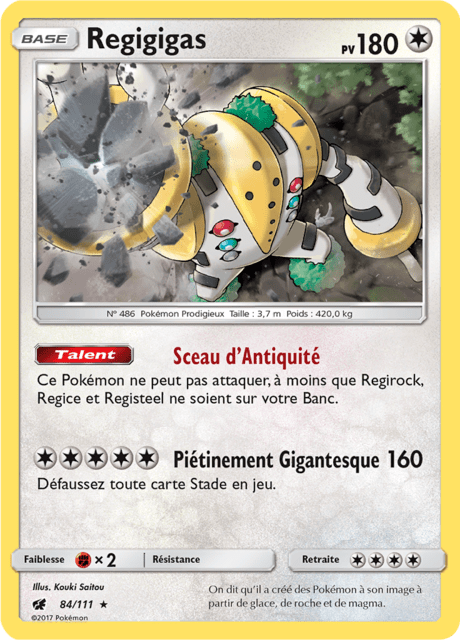 BASE Regigigas PV 180
N° 486 Pokémon Prodigieux Taille : 3,7 m Poids : 420,0 kg
Talent Sceau d'Antiquité
Ce Pokémon ne peut pas attaquer, à moins que Regirock,
Regice et Registeel ne soient sur votre Banc.
Piétinement Gigantesque 160
Défaussez toute carte Stade en jeu.
Faiblesse × 2 Résistance Retraite
Illus. Kouki Saitou
84/111 ★
©2017 Pokémon
On dit qu'il a créé des Pokémon à son image à
partir de glace, de roche et de magma.